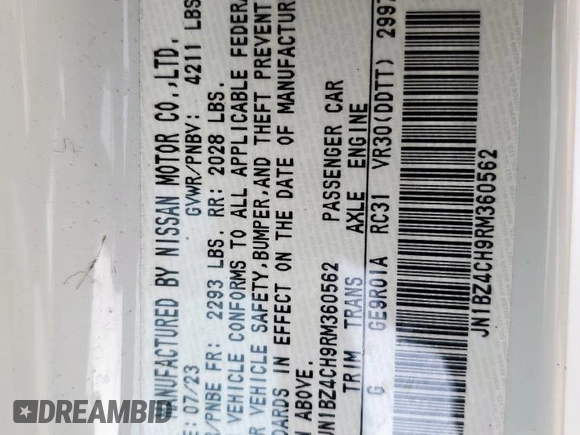 MANUFACTURED BY NISSAN MOTOR CO.,LTD.
07/23 GVWR/PNBV: 4211 LBS
R/PNBE FR: 2293 LBS. RR: 2028 LBS.
VEHICLE CONFORMS TO ALL APPLICABLE FEDERA
R VEHICLE SAFETY,BUMPER,AND THEFT PREVENT
DARDS IN EFFECT ON THE DATE OF MANUFACTUR
N ABOVE.
JN1BZ4CH9RM360562 PASSENGER CAR
TRIM TRANS AXLE ENGINE
G GE9R01A RC31 VR30(DDTT) 2997
JN1BZ4CH9RM360562
DREAMBID